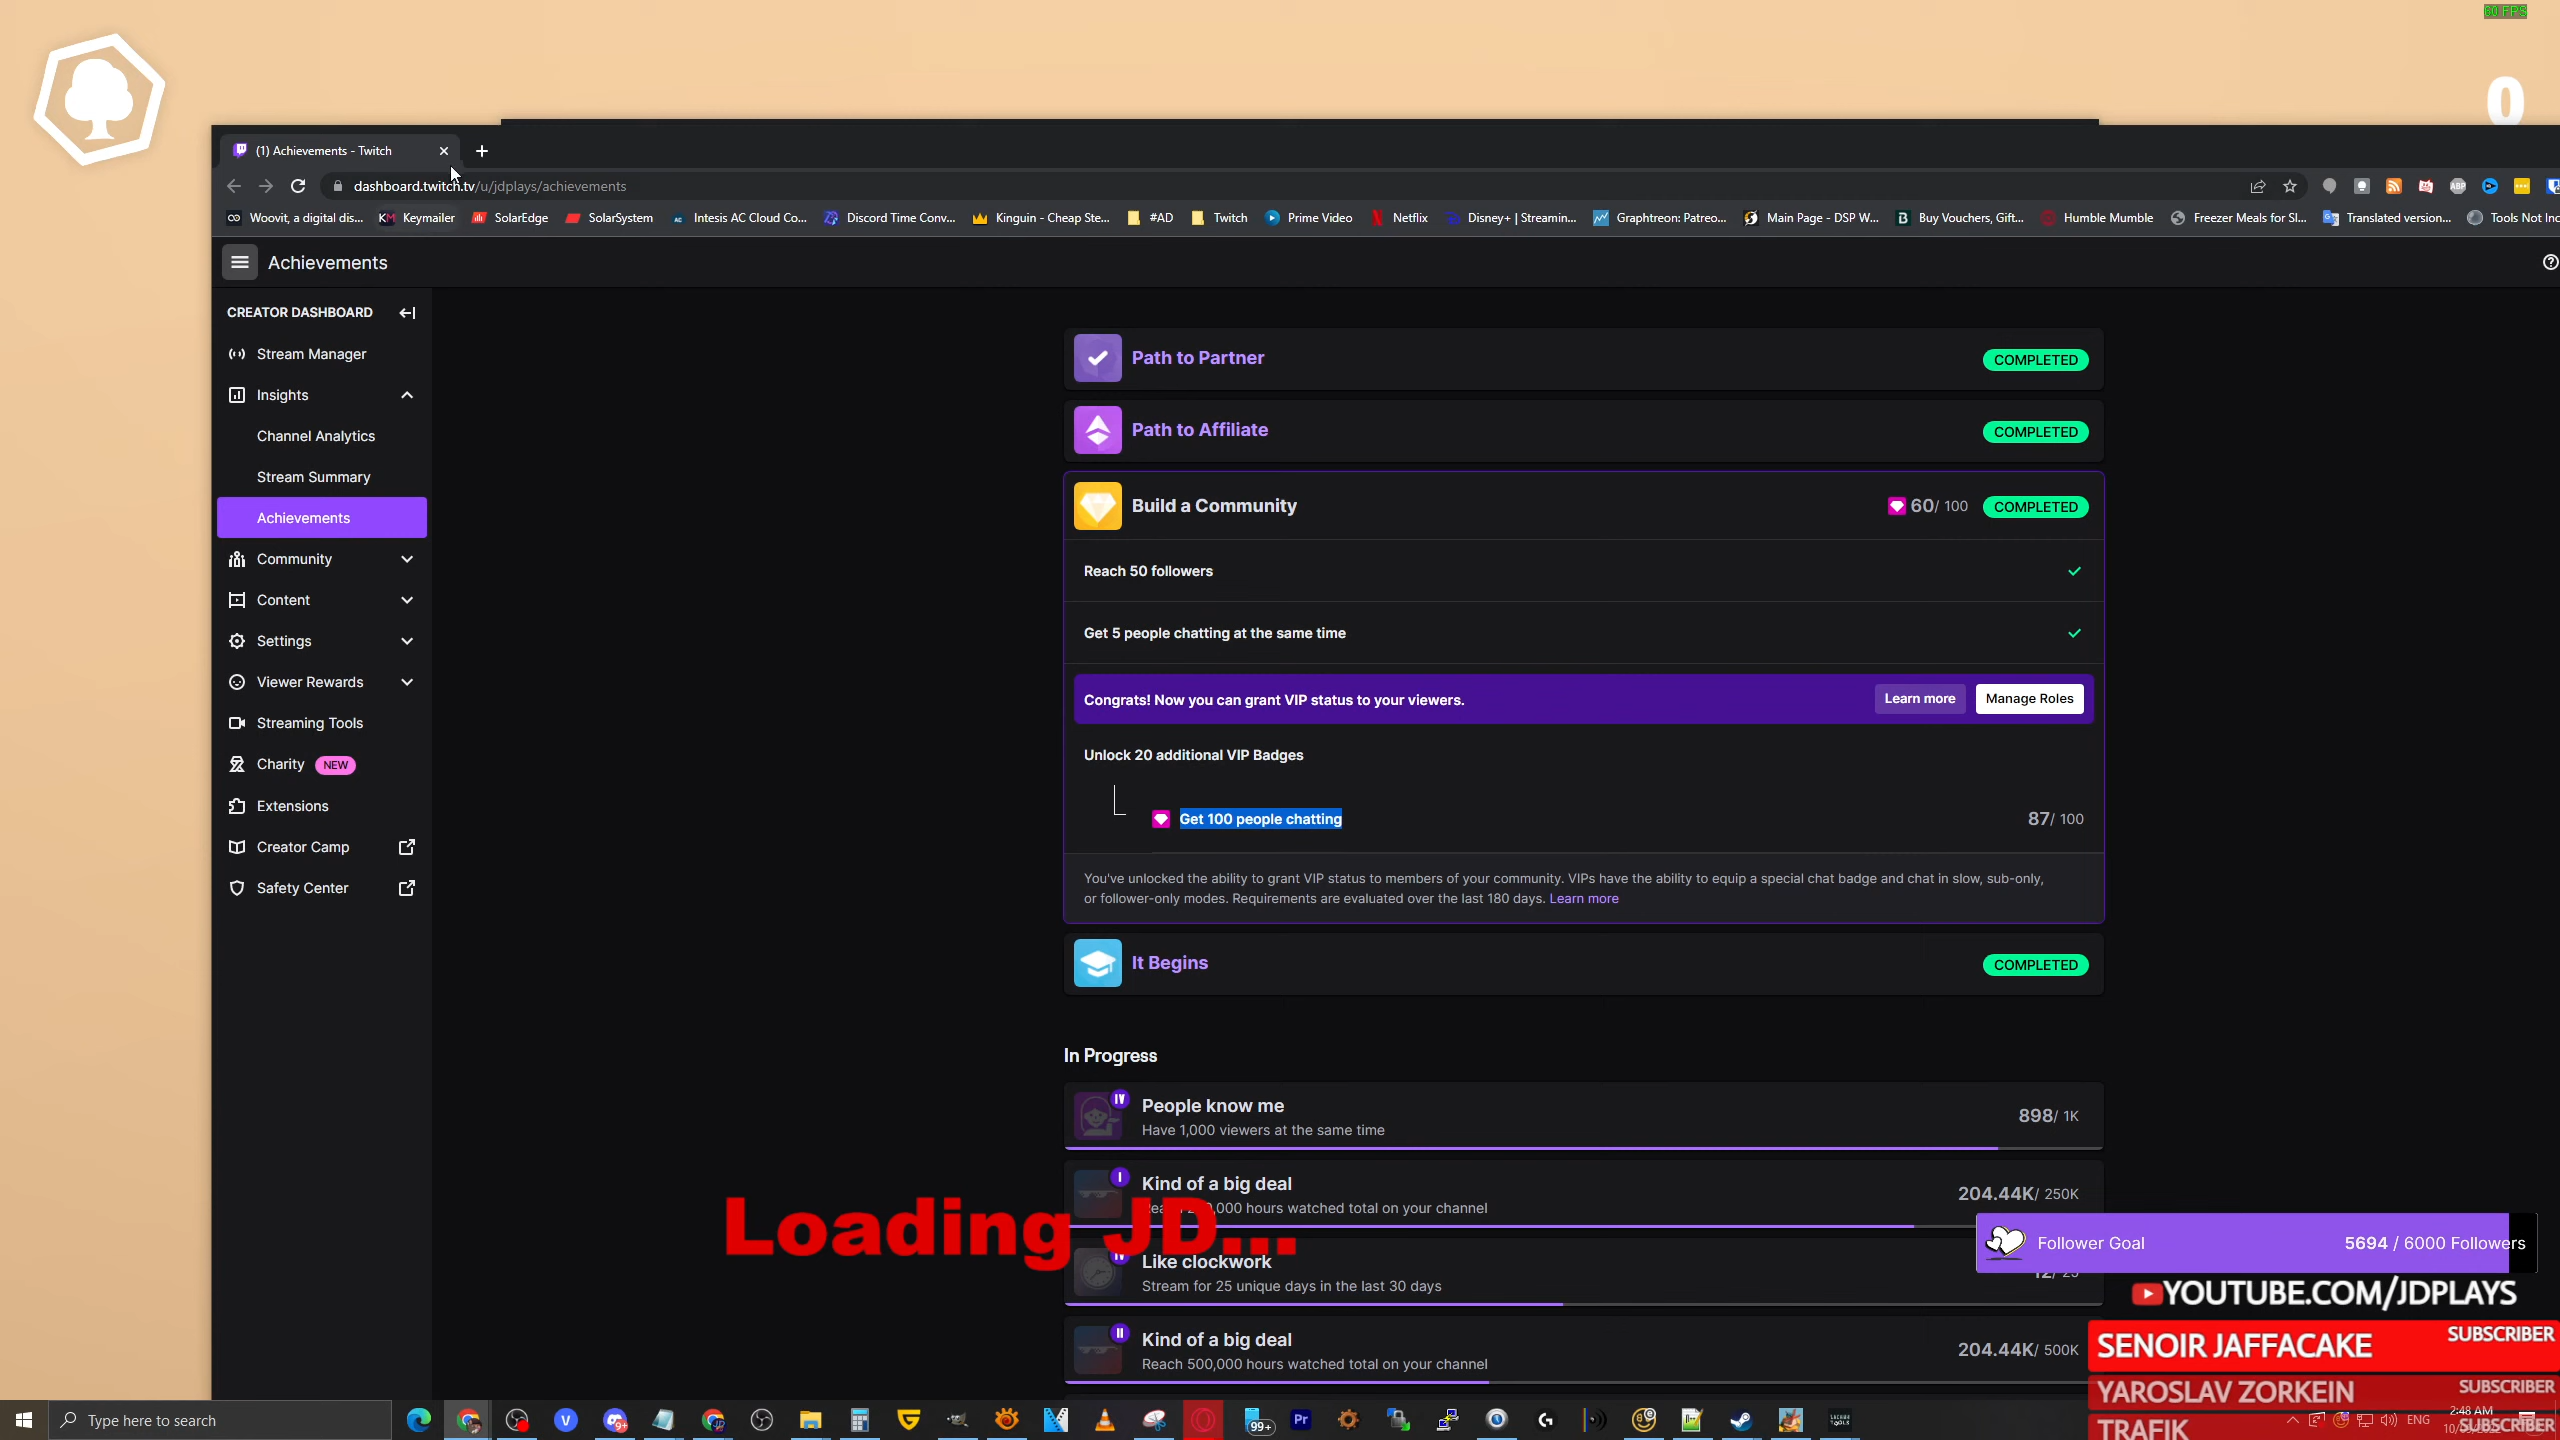 60 FPS
0
(1) Achievements - Twitch
dashboard.twitch.tv/u/jdplays/achievements
Woovit, a digital dis...
KM Keymailer
SolarEdge
SolarSystem
Intesis AC Cloud Co...
Discord Time Conv...
Kinguin - Cheap Ste...
#AD
Twitch
Prime Video
Netflix
Disney+ | Streamin...
Graphtreon: Patreo...
Main Page - DSP W...
Buy Vouchers, Gift...
Humble Mumble
Freezer Meals for Sl...
Translated version...
Tools Not Inc
Achievements
CREATOR DASHBOARD
Stream Manager
Insights
Channel Analytics
Stream Summary
Achievements
Community
Content
Settings
Viewer Rewards
Streaming Tools
Charity NEW
Extensions
Creator Camp
Safety Center
Path to Partner COMPLETED
Path to Affiliate COMPLETED
Build a Community 60/ 100 COMPLETED
Reach 50 followers
Get 5 people chatting at the same time
Congrats! Now you can grant VIP status to your viewers. Learn more Manage Roles
Unlock 20 additional VIP Badges
Get 100 people chatting 87/ 100
You've unlocked the ability to grant VIP status to members of your community. VIPs have the ability to equip a special chat badge and chat in slow, sub-only,
or follower-only modes. Requirements are evaluated over the last 180 days. Learn more
It Begins COMPLETED
In Progress
IV People know me 898/ 1K
Have 1,000 viewers at the same time
I Kind of a big deal 204.44K/ 250K
000 hours watched total on your channel
Loading JD...
IV Like clockwork
Stream for 25 unique days in the last 30 days
II Kind of a big deal 204.44K/ 500K
Reach 500,000 hours watched total on your channel
Follower Goal 5694 / 6000 Followers
YOUTUBE.COM/JDPLAYS
SENOIR JAFFACAKE SUBSCRIBER
YAROSLAV ZORKEIN SUBSCRIBER
TRAFIK SUBSCRIBER
Type here to search
99+
Pr
ENG
2:48 AM